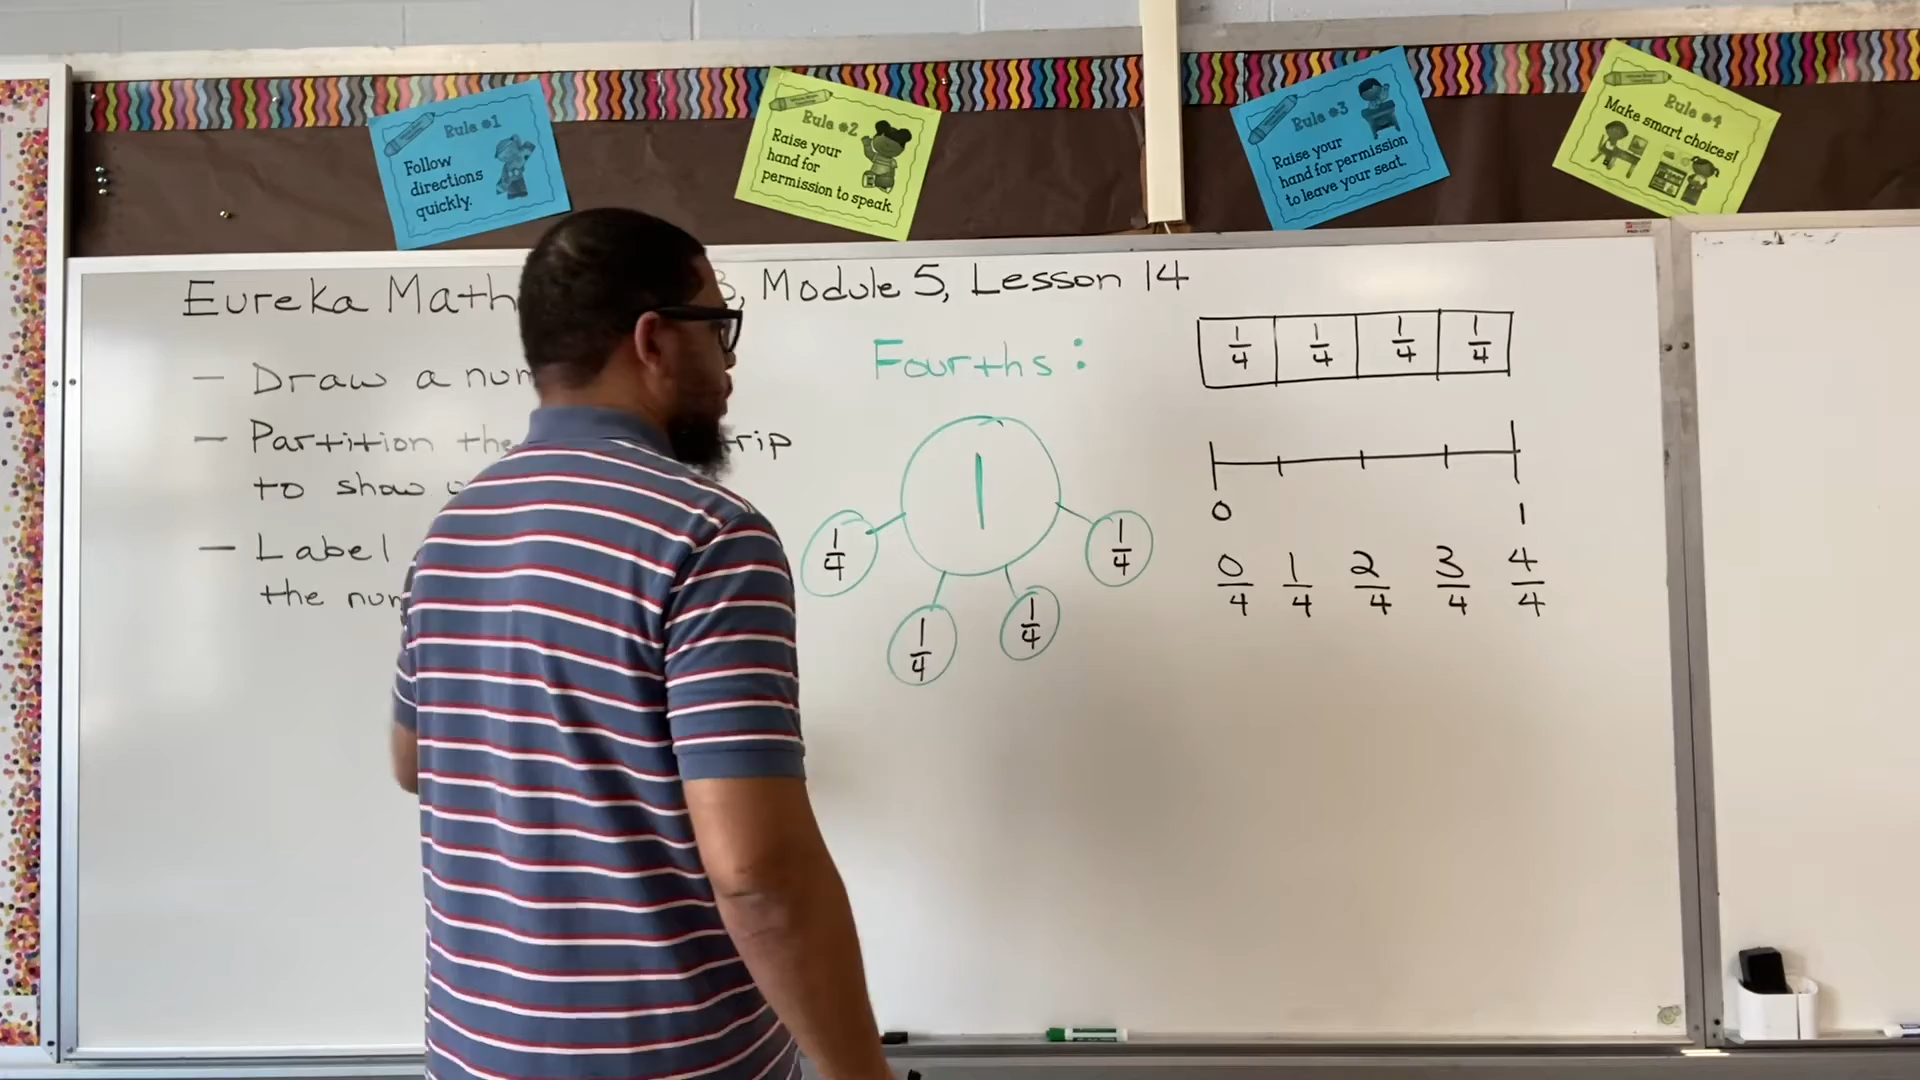 Rule #1
Follow
directions
quickly.
Rule #2
Raise your
hand for
permission to speak.
Rule #3
Raise your
hand for permission
to leave your seat.
Rule #4
Make smart choices!
Eureka Math 3, Module 5, Lesson 14
- Draw a num
- Partition the trip
to show
- Label
the num
Fourths:
1
1/4
1/4
1/4
1/4
1/4 1/4 1/4 1/4
0 1
0/4 1/4 2/4 3/4 4/4